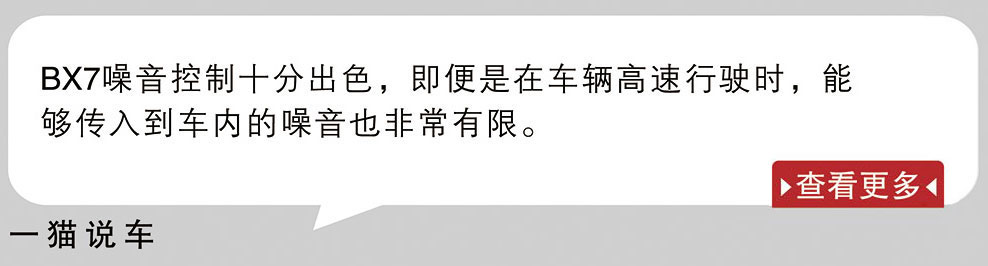 BX7噪音控制十分出色，即便是在车辆高速行驶时，能
够传入到车内的噪音也非常有限。
查看更多
一猫说车